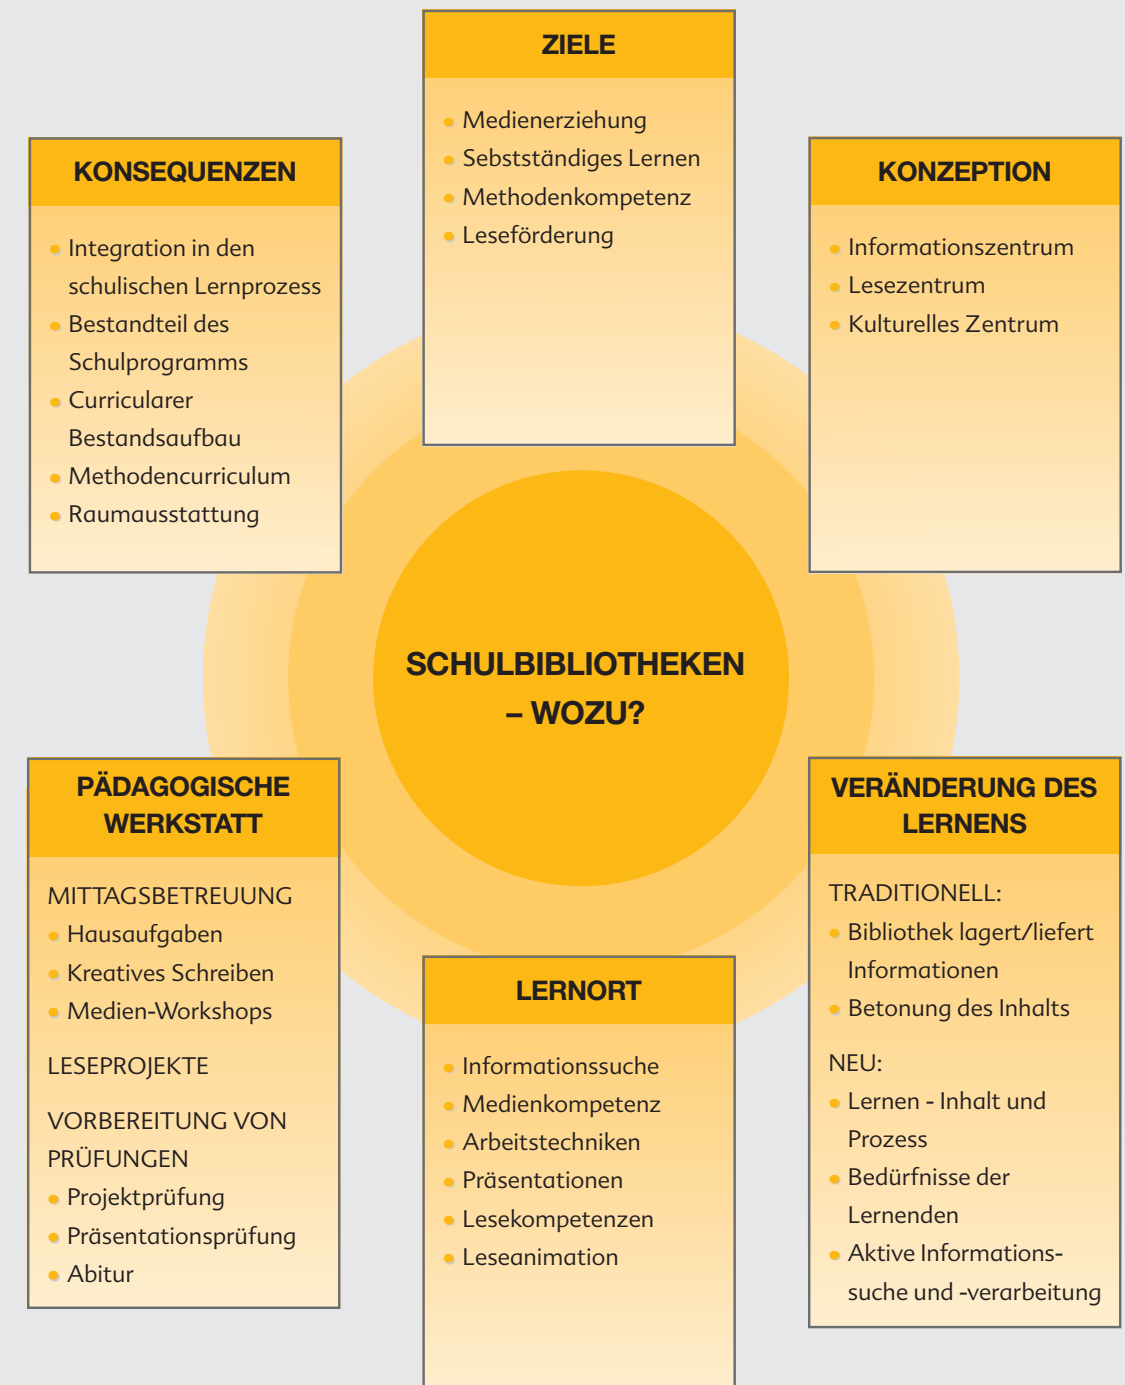 ZIELE
• Medienerziehung
• Sebstständiges Lernen
• Methodenkompetenz
• Leseförderung
KONSEQUENZEN
• Integration in den
schulischen Lernprozess
• Bestandteil des
Schulprogramms
• Curricularer
Bestandsaufbau
• Methodencurriculum
• Raumausstattung
KONZEPTION
• Informationszentrum
• Lesezentrum
• Kulturelles Zentrum
SCHULBIBLIOTHEKEN
– WOZU?
PÄDAGOGISCHE
WERKSTATT
MITTAGSBETREUUNG
• Hausaufgaben
• Kreatives Schreiben
• Medien-Workshops
LESEPROJEKTE
VORBEREITUNG VON
PRÜFUNGEN
• Projektprüfung
• Präsentationsprüfung
• Abitur
LERNORT
• Informationssuche
• Medienkompetenz
• Arbeitstechniken
• Präsentationen
• Lesekompetenzen
• Leseanimation
VERÄNDERUNG DES
LERNENS
TRADITIONELL:
• Bibliothek lagert/liefert
Informationen
• Betonung des Inhalts
NEU:
• Lernen - Inhalt und
Prozess
• Bedürfnisse der
Lernenden
• Aktive Informations-
suche und -verarbeitung